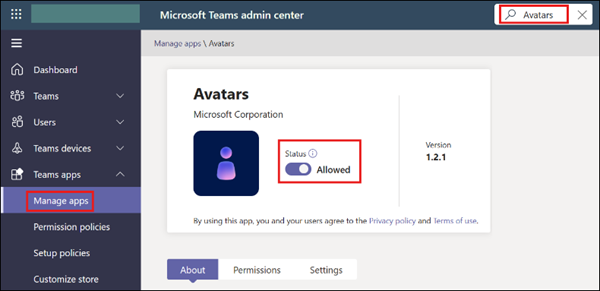 Microsoft Teams admin center
Avatars
Manage apps \ Avatars
Dashboard
Teams
Users
Teams devices
Teams apps
Manage apps
Permission policies
Setup policies
Customize store
Avatars
Microsoft Corporation
Status
Allowed
Version
1.2.1
By using this app, you and your users agree to the Privacy policy and Terms of use.
About
Permissions
Settings